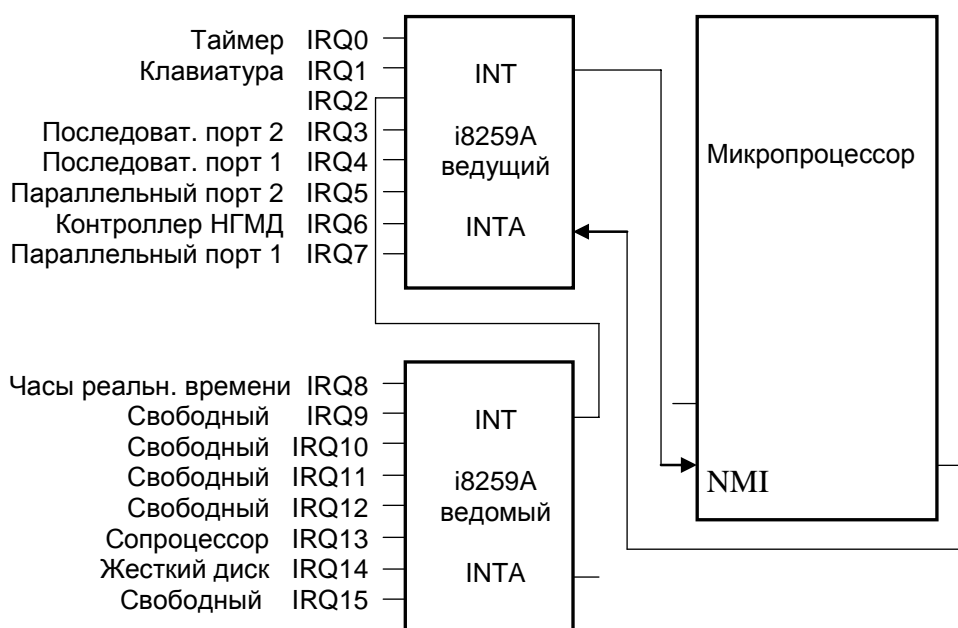 Таймер IRQ0
Клавиатура IRQ1
IRQ2
Последоват. порт 2 IRQ3
Последоват. порт 1 IRQ4
Параллельный порт 2 IRQ5
Контроллер НГМД IRQ6
Параллельный порт 1 IRQ7
INT
i8259A
ведущий
INTA
Микропроцессор
NMI
Часы реальн. времени IRQ8
Свободный IRQ9
Свободный IRQ10
Свободный IRQ11
Свободный IRQ12
Сопроцессор IRQ13
Жесткий диск IRQ14
Свободный IRQ15
INT
i8259A
ведомый
INTA